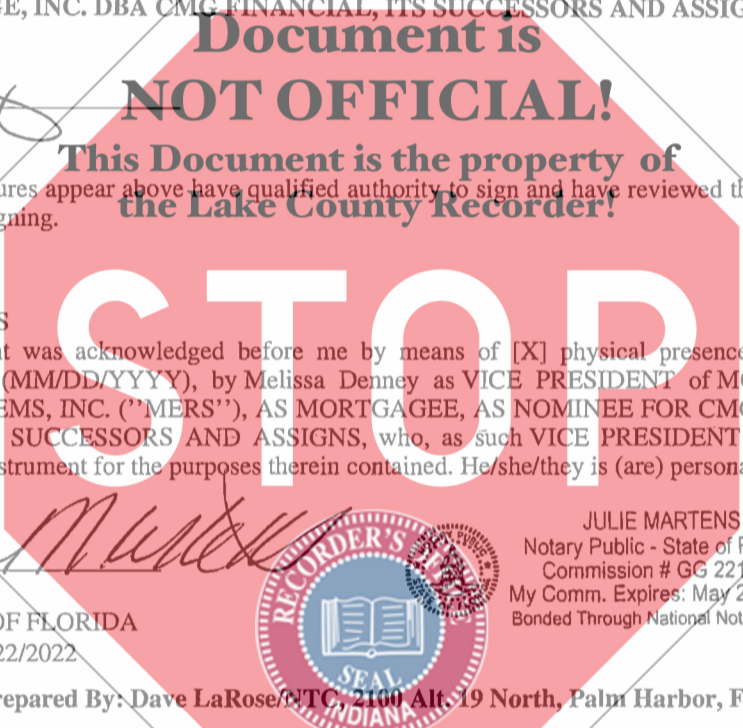 GE, INC. DBA CMG FINANCIAL, ITS SUCCESSORS AND ASSIG
Document is
NOT OFFICIAL!
This Document is the property of
ures appear above have qualified authority to sign and have reviewed th
the Lake County Recorder!
gning.
S
t was acknowledged before me by means of [X] physical presence
(MM/DD/YYYY), by Melissa Denney as VICE PRESIDENT of M
EMS, INC. (''MERS''), AS MORTGAGEE, AS NOMINEE FOR CMG
SUCCESSORS AND ASSIGNS, who, as such VICE PRESIDENT
strument for the purposes therein contained. He/she/they is (are) persona
STOP
JULIE MARTENS
Notary Public - State of F
Commission # GG 221
My Comm. Expires: May 2
Bonded Through National Not
RECORDER'S
SEAL
INDIANA
OF FLORIDA
22/2022
repared By: Dave LaRose/NTC, 2100 Alt. 19 North, Palm Harbor, F